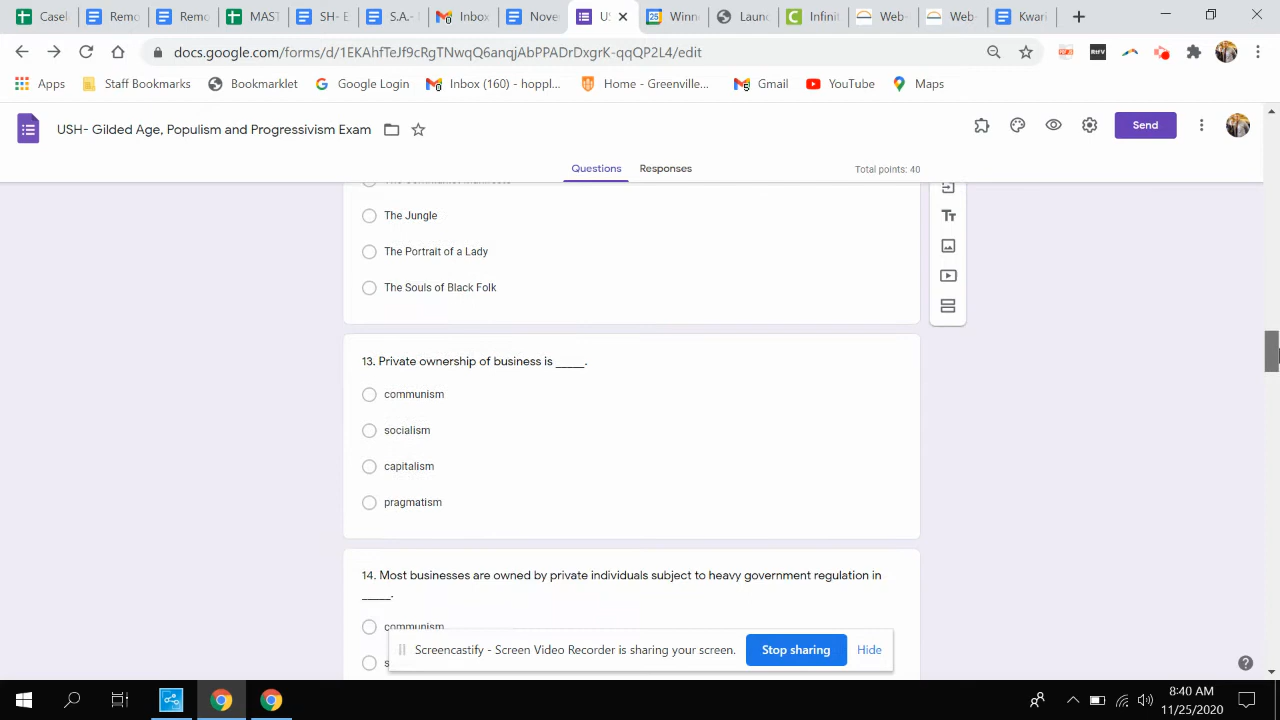 Casel
Remo
Remo
MAST
SH- E
S.A.-
Inbox
Nove
US
Winn
Launc
Infinit
Web-
Web-
Kwari
docs.google.com/forms/d/1EKAhfTeJf9cRgTNwqQ6anqjAbPPADrDxgrK-qqQP2L4/edit
Apps
Staff Bookmarks
Bookmarklet
Google Login
Inbox (160) - hoppl...
Home - Greenville...
Gmail
YouTube
Maps
USH- Gilded Age, Populism and Progressivism Exam
Send
Questions
Responses
Total points: 40
The Communist Manifesto
The Jungle
The Portrait of a Lady
The Souls of Black Folk
13. Private ownership of business is _____.
communism
socialism
capitalism
pragmatism
14. Most businesses are owned by private individuals subject to heavy government regulation in
_____.
communism
s
Screencastify - Screen Video Recorder is sharing your screen.
Stop sharing
Hide
8:40 AM
11/25/2020